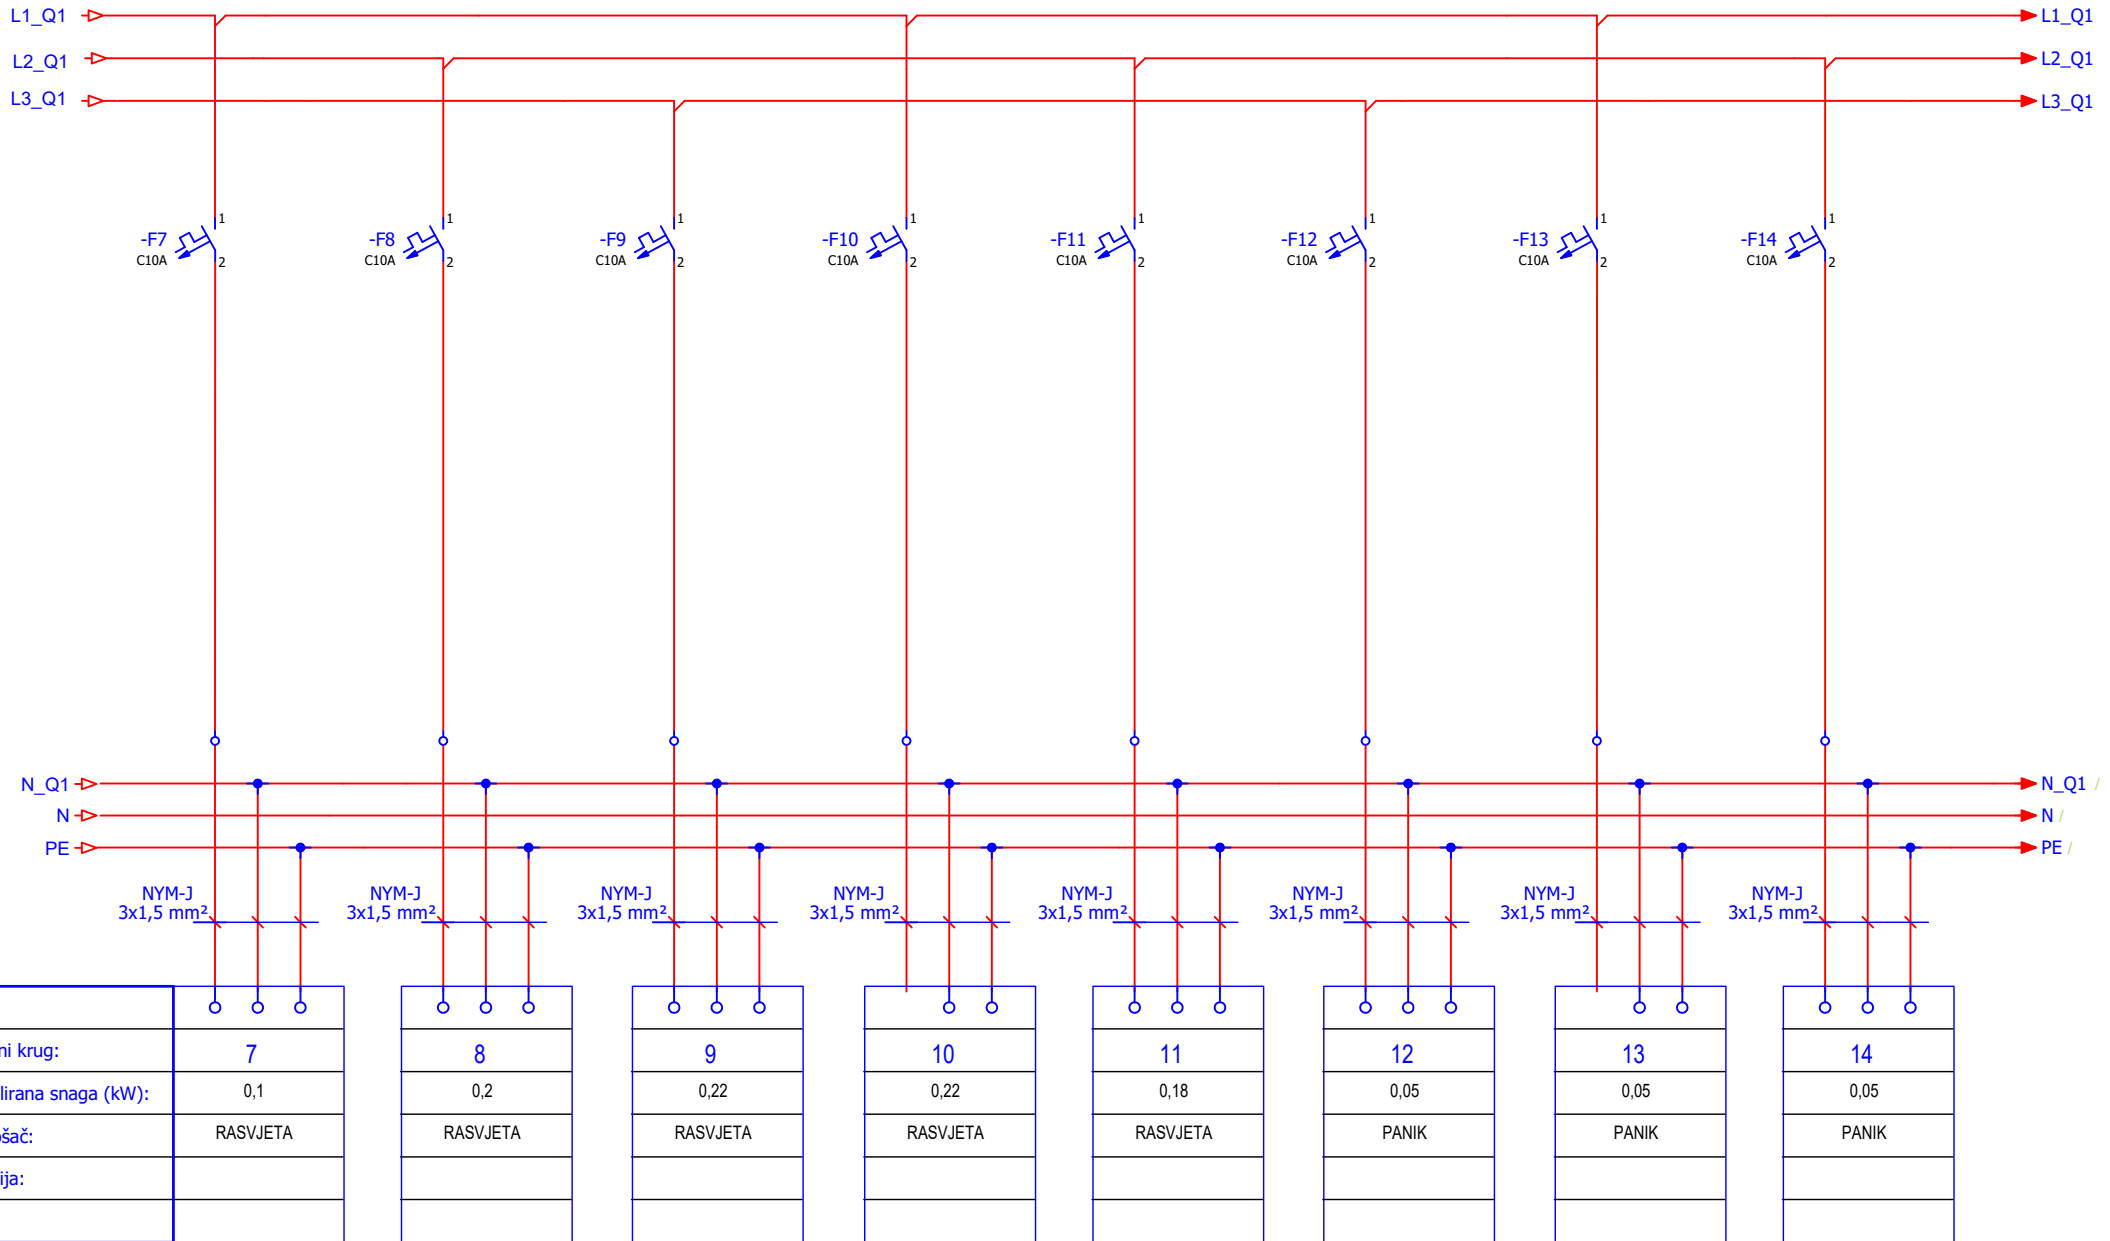 L1_Q1 L1_Q1
L2_Q1 L2_Q1
L3_Q1 L3_Q1
1 1 1 1 1 1 1 1
-F7 -F8 -F9 -F10 -F11 -F12 -F13 -F14
C10A C10A C10A C10A C10A C10A C10A C10A
2 2 2 2 2 2 2 2
N_Q1 N_Q1 /
N N /
PE PE /
NYM-J NYM-J NYM-J NYM-J NYM-J NYM-J NYM-J NYM-J
3x1,5 mm² 3x1,5 mm² 3x1,5 mm² 3x1,5 mm² 3x1,5 mm² 3x1,5 mm² 3x1,5 mm² 3x1,5 mm²
ni krug: 7 8 9 10 11 12 13 14
lirana snaga (kW): 0,1 0,2 0,22 0,22 0,18 0,05 0,05 0,05
šač: RASVJETA RASVJETA RASVJETA RASVJETA RASVJETA PANIK PANIK PANIK
ija: